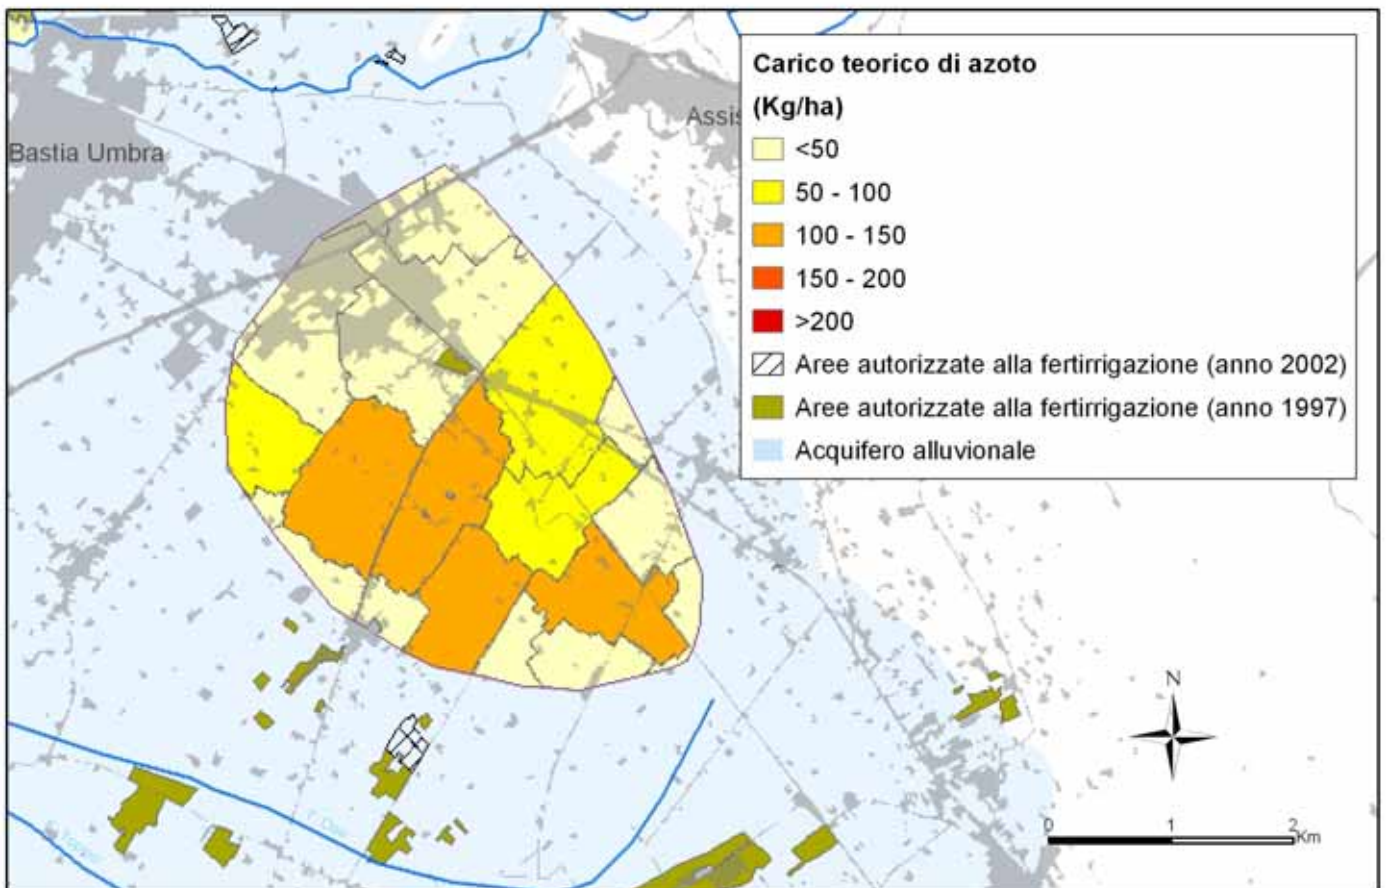 Carico teorico di azoto
(Kg/ha)
<50
50 - 100
100 - 150
150 - 200
>200
Aree autorizzate alla fertirrigazione (anno 2002)
Aree autorizzate alla fertirrigazione (anno 1997)
Acquifero alluvionale
Assis
Bastia Umbra
N
0 1 2
Km